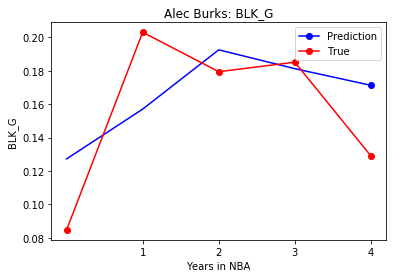 Alec Burks: BLK_G
Prediction
True
0.20
0.18
0.16
0.14
0.12
0.10
0.08
BLK_G
1 2 3 4
Years in NBA